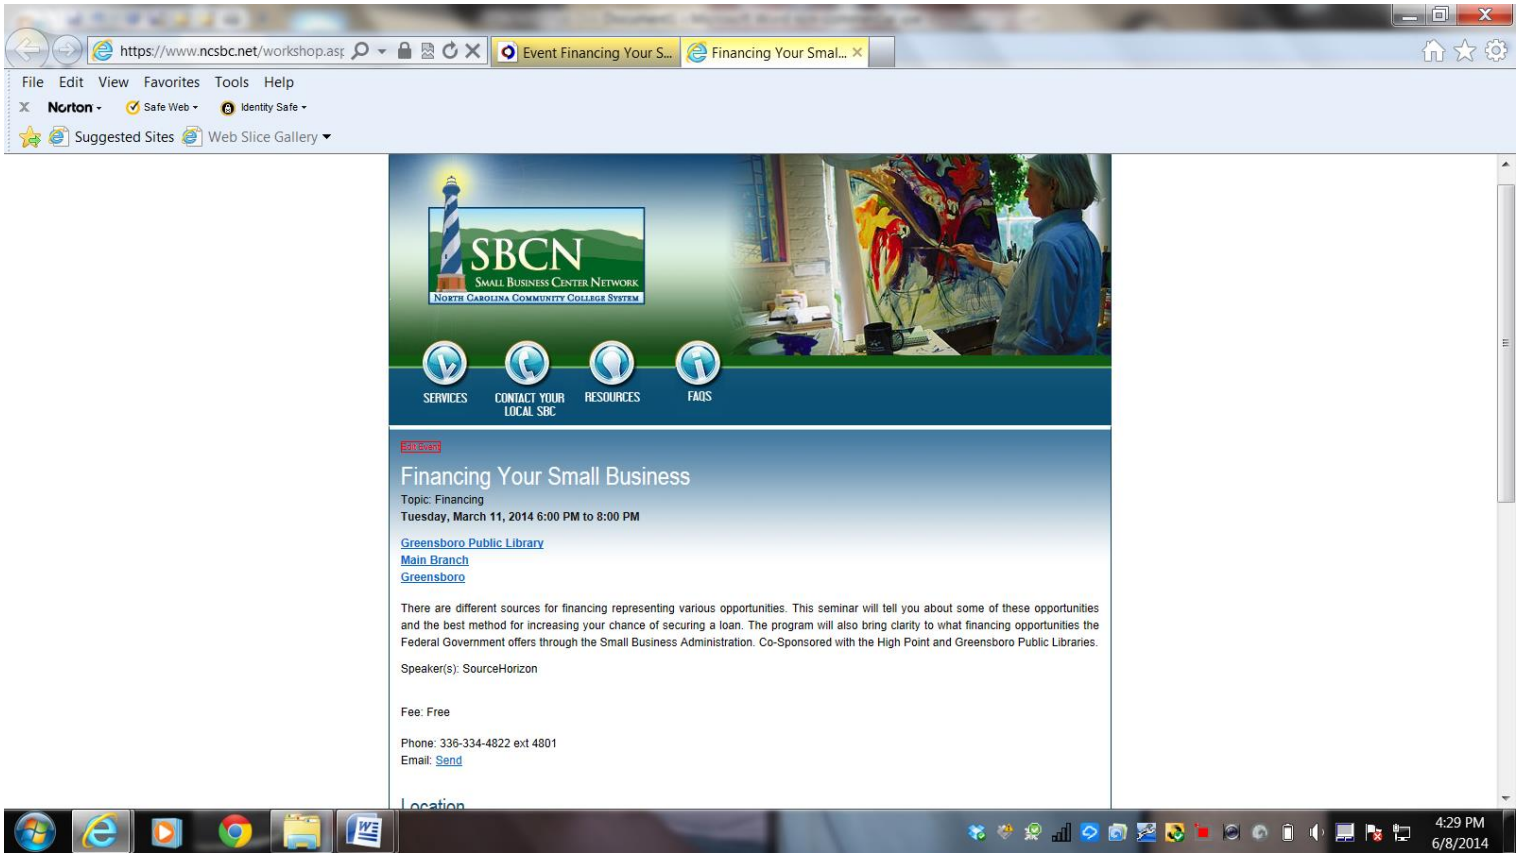 https://www.ncsbc.net/workshop.asp
Event Financing Your S...
Financing Your Smal...
File Edit View Favorites Tools Help
X Norton Safe Web Identity Safe
Suggested Sites Web Slice Gallery
SBCN
SMALL BUSINESS CENTER NETWORK
NORTH CAROLINA COMMUNITY COLLEGE SYSTEM
SERVICES
CONTACT YOUR
LOCAL SBC
RESOURCES
FAQS
Edit Event
Financing Your Small Business
Topic: Financing
Tuesday, March 11, 2014 6:00 PM to 8:00 PM
Greensboro Public Library
Main Branch
Greensboro
There are different sources for financing representing various opportunities. This seminar will tell you about some of these opportunities
and the best method for increasing your chance of securing a loan. The program will also bring clarity to what financing opportunities the
Federal Government offers through the Small Business Administration. Co-Sponsored with the High Point and Greensboro Public Libraries.
Speaker(s): SourceHorizon
Fee: Free
Phone: 336-334-4822 ext 4801
Email: Send
Location
4:29 PM
6/8/2014